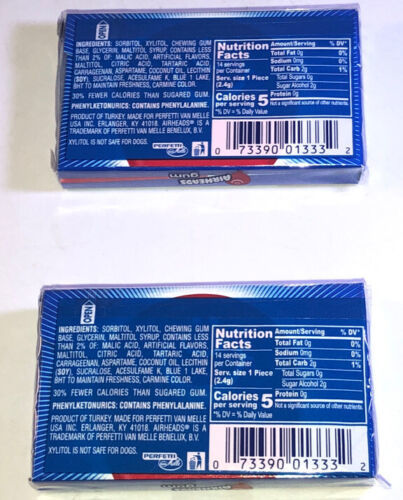 OPEN
INGREDIENTS: SORBITOL, XYLITOL, CHEWING GUM
BASE, GLYCERIN, MALTITOL SYRUP, CONTAINS LESS
THAN 2% OF: MALIC ACID, ARTIFICIAL FLAVORS,
MALTITOL, CITRIC ACID, TARTARIC ACID,
CARRAGEENAN, ASPARTAME, COCONUT OIL, LECITHIN
(SOY), SUCRALOSE, ACESULFAME K, BLUE 1 LAKE,
BHT TO MAINTAIN FRESHNESS, CARMINE COLOR.
30% FEWER CALORIES THAN SUGARED GUM.
PHENYLKETONURICS: CONTAINS PHENYLALANINE.
PRODUCT OF TURKEY. MADE FOR PERFETTI VAN MELLE
USA INC. ERLANGER, KY 41018. AIRHEADS® IS A
TRADEMARK OF PERFETTI VAN MELLE BENELUX, B.V.
XYLITOL IS NOT SAFE FOR DOGS.
PERFETTI
Nutrition
Facts
14 servings
per Container
Serv. size 1 Piece
(2.4g)
Calories 5
per serving
*% DV = % Daily Value
Amount/Serving % DV*
Total Fat 0g 0%
Sodium 0mg 0%
Total Carb 2g 1%
Total Sugars 0g
Sugar Alcohol 2g
Protein 0g
Not a significant source of other nutrients.
0 73390 01333 2
AIRHEADS
gum
OPEN
INGREDIENTS: SORBITOL, XYLITOL, CHEWING GUM
BASE, GLYCERIN, MALTITOL SYRUP, CONTAINS LESS
THAN 2% OF: MALIC ACID, ARTIFICIAL FLAVORS,
MALTITOL, CITRIC ACID, TARTARIC ACID,
CARRAGEENAN, ASPARTAME, COCONUT OIL, LECITHIN
(SOY), SUCRALOSE, ACESULFAME K, BLUE 1 LAKE,
BHT TO MAINTAIN FRESHNESS, CARMINE COLOR.
30% FEWER CALORIES THAN SUGARED GUM.
PHENYLKETONURICS: CONTAINS PHENYLALANINE.
PRODUCT OF TURKEY. MADE FOR PERFETTI VAN MELLE
USA INC. ERLANGER, KY 41018. AIRHEADS® IS A
TRADEMARK OF PERFETTI VAN MELLE BENELUX, B.V.
XYLITOL IS NOT SAFE FOR DOGS.
PERFETTI
Nutrition
Facts
14 servings
per Container
Serv. size 1 Piece
(2.4g)
Calories 5
per serving
*% DV = % Daily Value
Amount/Serving % DV*
Total Fat 0g 0%
Sodium 0mg 0%
Total Carb 2g 1%
Total Sugars 0g
Sugar Alcohol 2g
Protein 0g
Not a significant source of other nutrients.
0 73390 01333 2